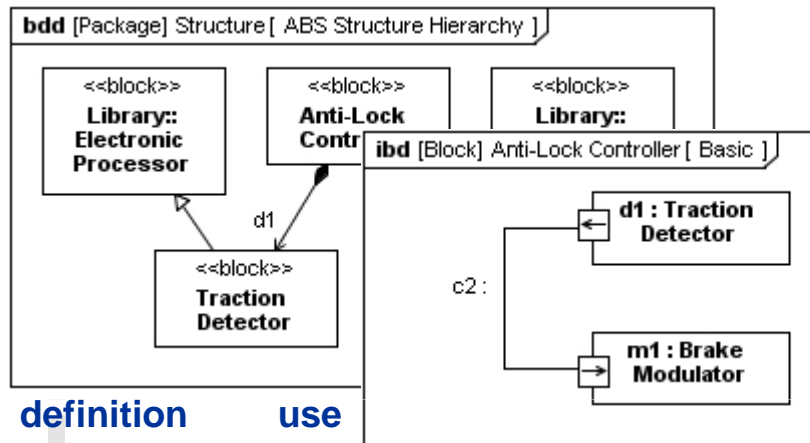 bdd [Package] Structure [ ABS Structure Hierarchy ]
<<block>>
Library::
Electronic
Processor
<<block>>
Anti-Lock
<<block>>
Library::
d1
<<block>>
Traction
Detector
ibd [Block] Anti-Lock Controller [ Basic ]
d1 : Traction
Detector
c2 :
m1 : Brake
Modulator
definition use